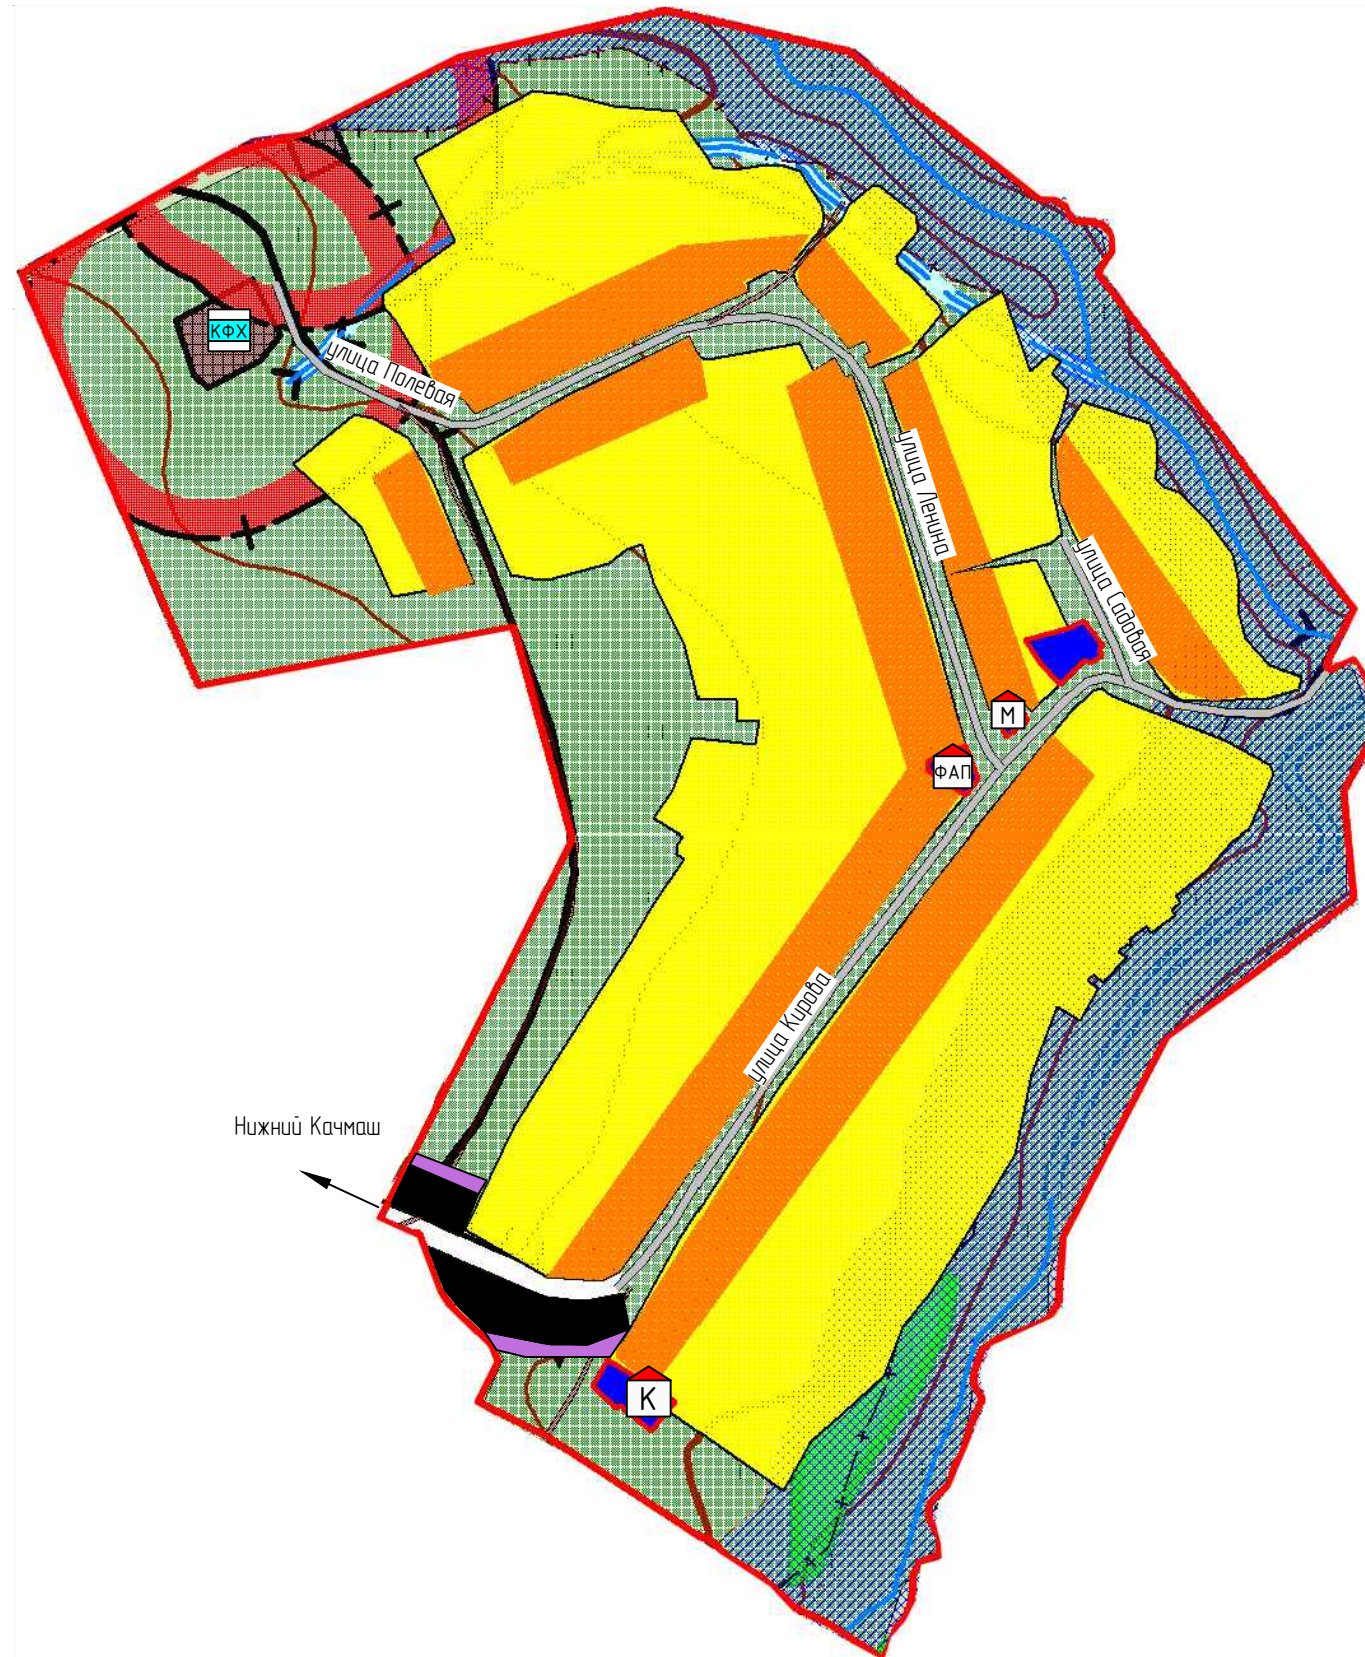 КФХ
улица Полевая
улица Ленина
улица Садовая
М
ФАП
улица Кирова
Нижний Качмаш
К